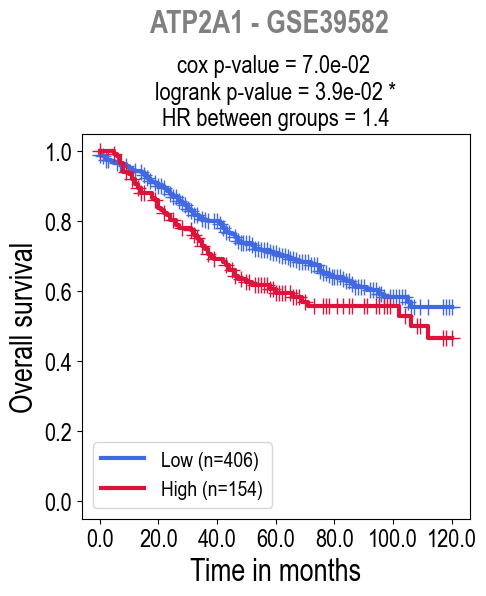 ATP2A1 - GSE39582
cox p-value = 7.0e-02
logrank p-value = 3.9e-02 *
HR between groups = 1.4
1.0
0.8
0.6
0.4
0.2
0.0
Overall survival
Low (n=406)
High (n=154)
0.0 20.0 40.0 60.0 80.0 100.0 120.0
Time in months